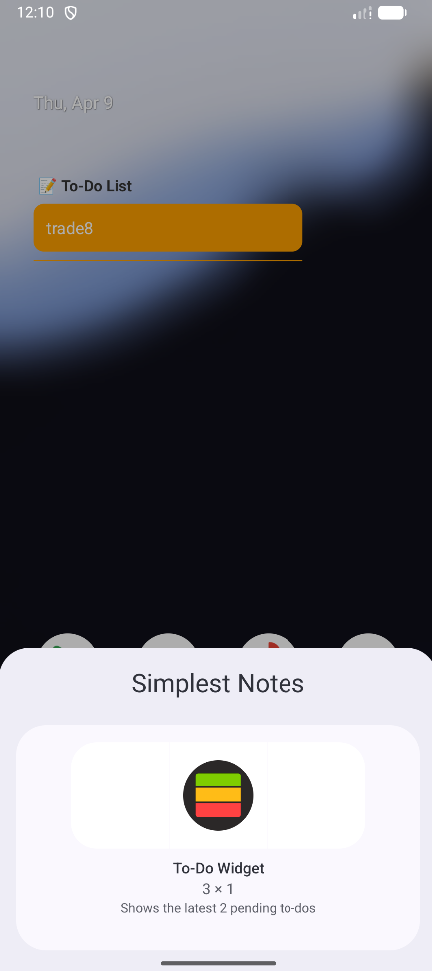 12:10
Thu, Apr 9
📝 To-Do List
trade8
Simplest Notes
To-Do Widget
3 × 1
Shows the latest 2 pending to-dos